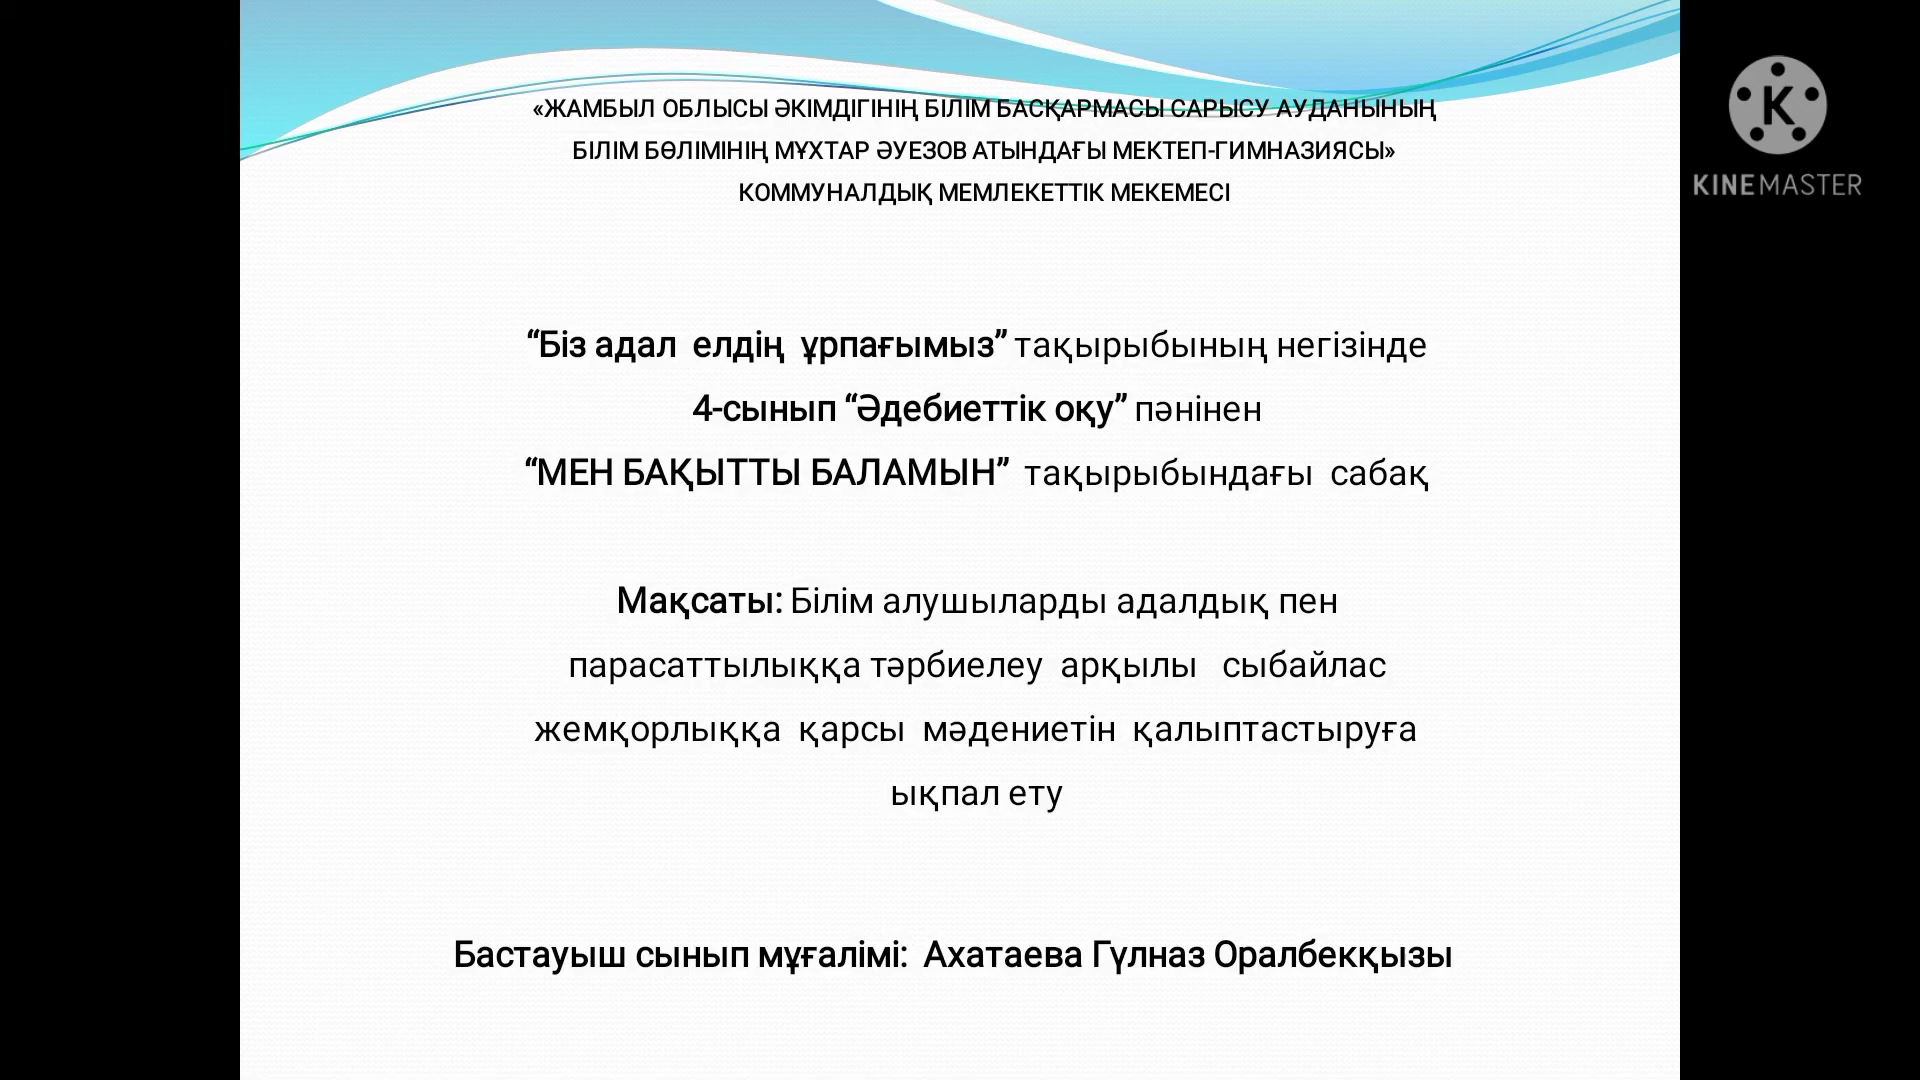 «ЖАМБЫЛ ОБЛЫСЫ ӘКІМДІГІНІҢ БІЛІМ БАСҚАРМАСЫ САРЫСУ АУДАНЫНЫҢ
БІЛІМ БӨЛІМІНІҢ МҰХТАР ӘУЕЗОВ АТЫНДАҒЫ МЕКТЕП-ГИМНАЗИЯСЫ»
КОММУНАЛДЫҚ МЕМЛЕКЕТТІК МЕКЕМЕСІ
K
KINEMASTER
“Біз адал елдің ұрпағымыз” тақырыбының негізінде
4-сынып “Әдебиеттік оқу” пәнінен
“МЕН БАҚЫТТЫ БАЛАМЫН” тақырыбындағы сабақ
Мақсаты: Білім алушыларды адалдық пен
парасаттылыққа тәрбиелеу арқылы сыбайлас
жемқорлыққа қарсы мәдениетін қалыптастыруға
ықпал ету
Бастауыш сынып мұғалімі: Ахатаева Гүлназ Оралбекқызы